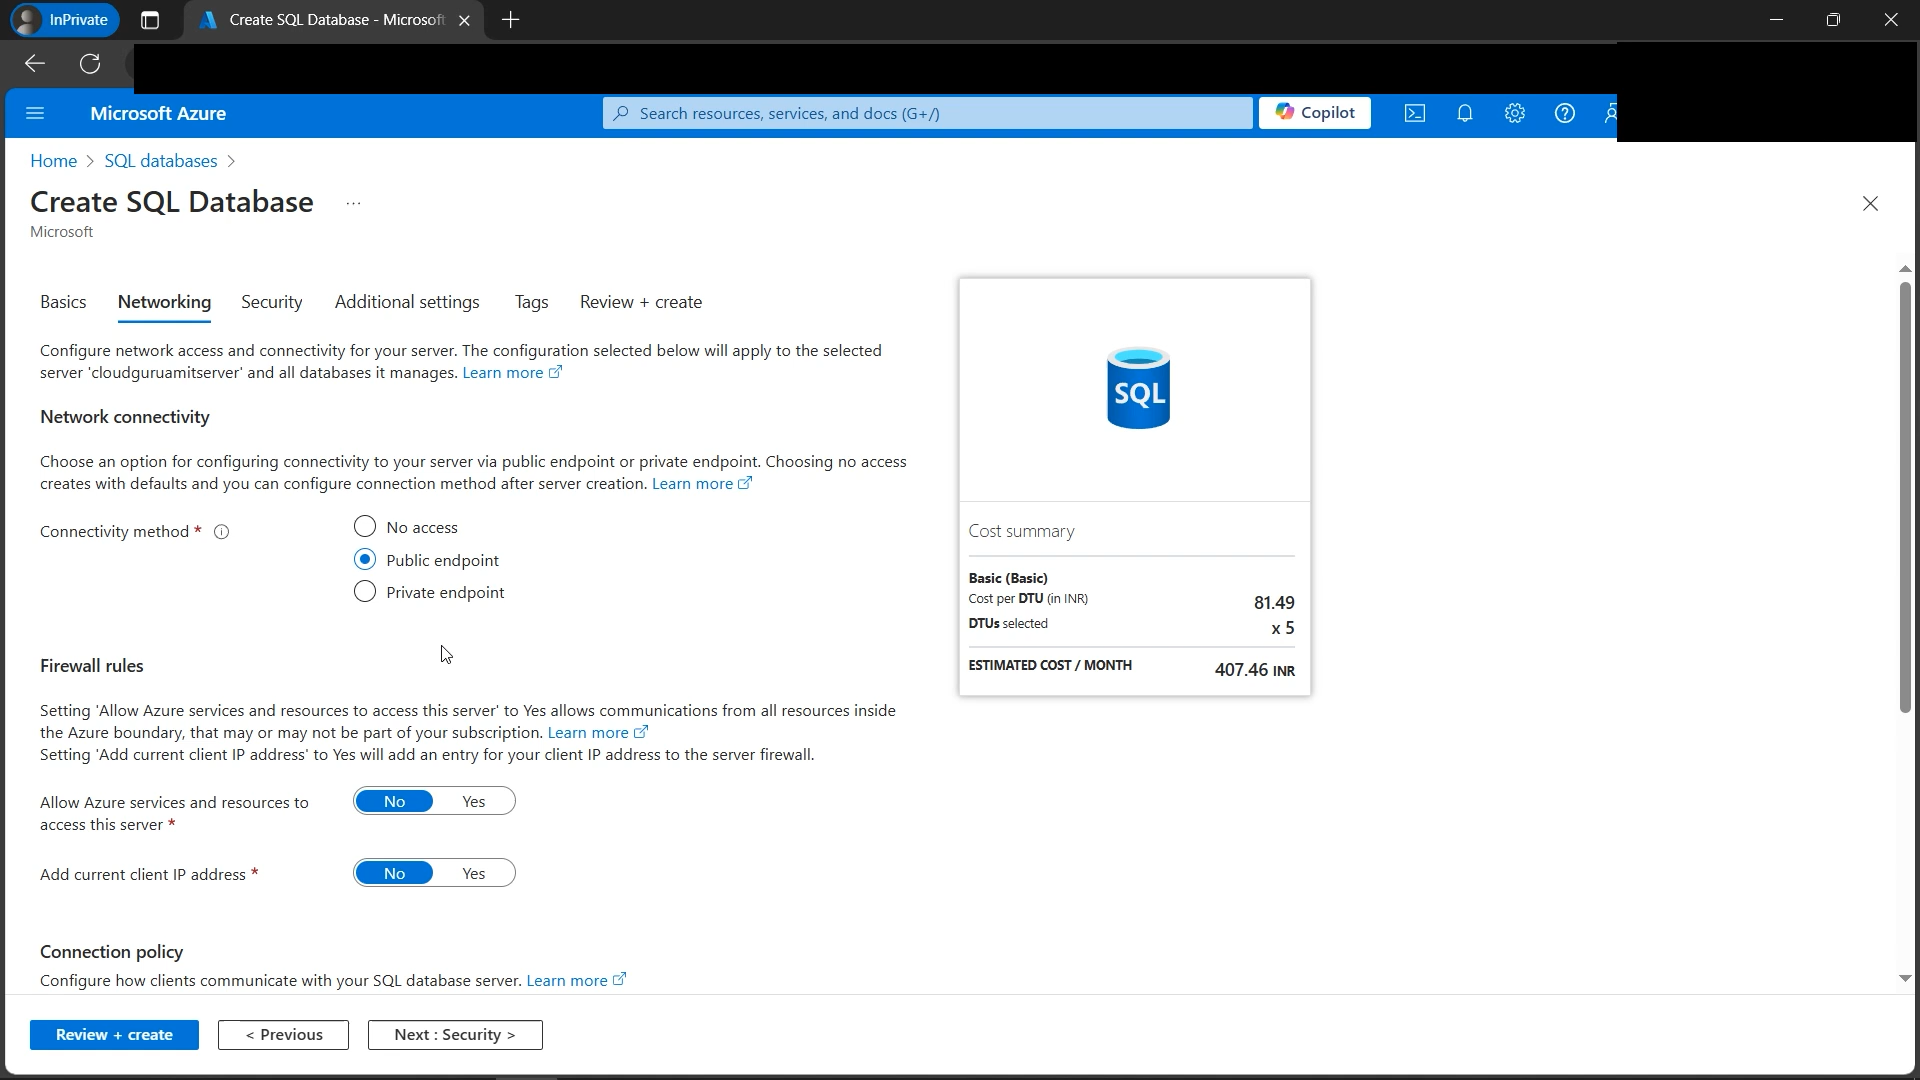 InPrivate
Create SQL Database - Microsoft
Microsoft Azure
Search resources, services, and docs (G+/)
Copilot
Home > SQL databases >
Create SQL Database ...
Microsoft
Basics
Networking
Security
Additional settings
Tags
Review + create
Configure network access and connectivity for your server. The configuration selected below will apply to the selected
server 'cloudguruamitserver' and all databases it manages. Learn more
Network connectivity
Choose an option for configuring connectivity to your server via public endpoint or private endpoint. Choosing no access
creates with defaults and you can configure connection method after server creation. Learn more
Connectivity method *
No access
Public endpoint
Private endpoint
Firewall rules
Setting 'Allow Azure services and resources to access this server' to Yes allows communications from all resources inside
the Azure boundary, that may or may not be part of your subscription. Learn more
Setting 'Add current client IP address' to Yes will add an entry for your client IP address to the server firewall.
Allow Azure services and resources to
access this server *
No Yes
Add current client IP address *
No Yes
Connection policy
Configure how clients communicate with your SQL database server. Learn more
SQL
Cost summary
Basic (Basic)
Cost per DTU (in INR) 81.49
DTUs selected x 5
ESTIMATED COST / MONTH 407.46 INR
Review + create
< Previous
Next : Security >